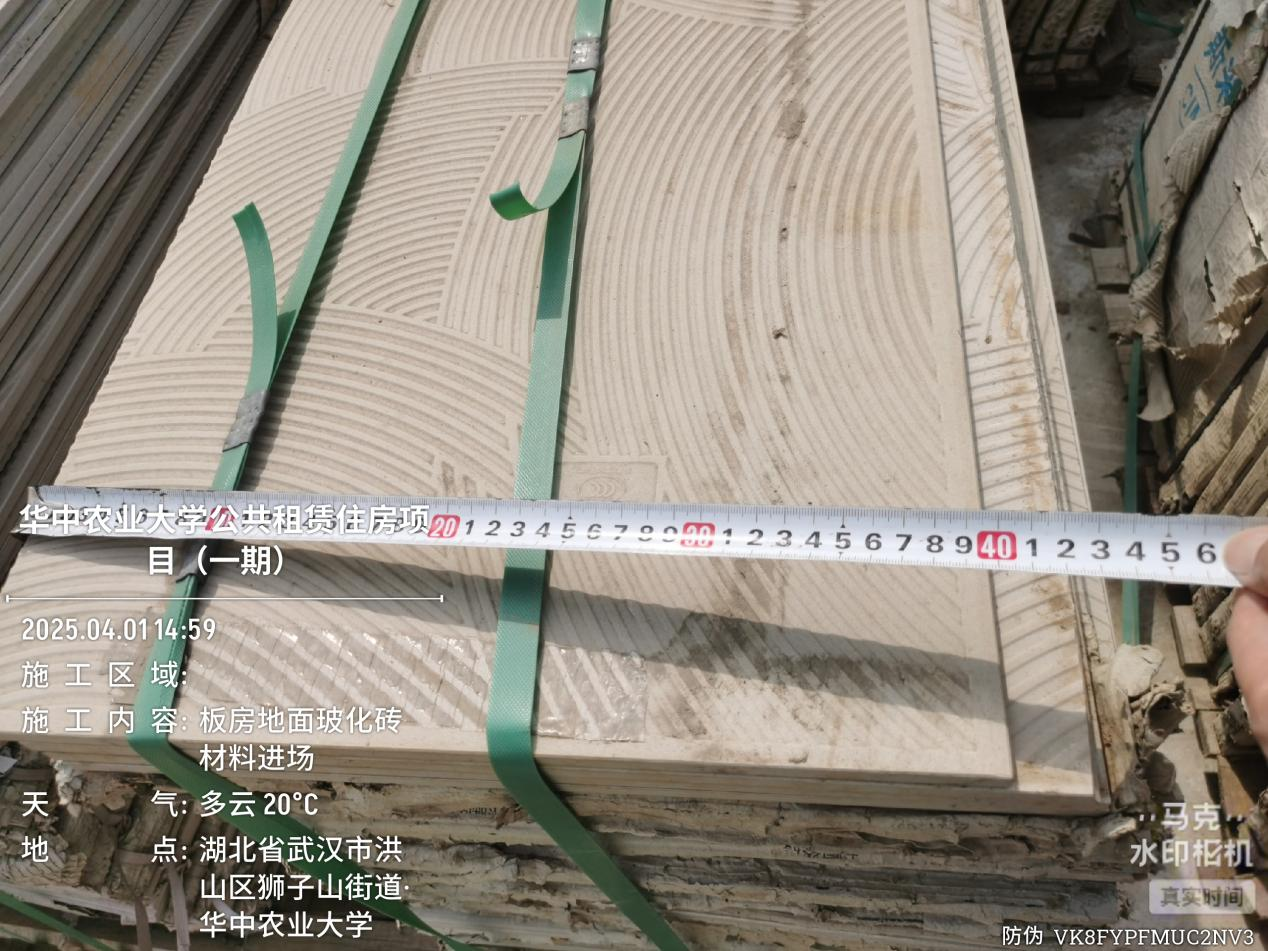 20 1 2 3 4 5 6 7 8 9 30 1 2 3 4 5 6 7 8 9 40 1 2 3 4 5 6
华中农业大学公共租赁住房项
目（一期）
2025.04.01 14:59
施工区域:
施工内容: 板房地面玻化砖
材料进场
天气: 多云 20°C
地点: 湖北省武汉市洪
山区狮子山街道·
华中农业大学
马克
水印相机
真实时间
防伪 VK8FYPFMUC2NV3